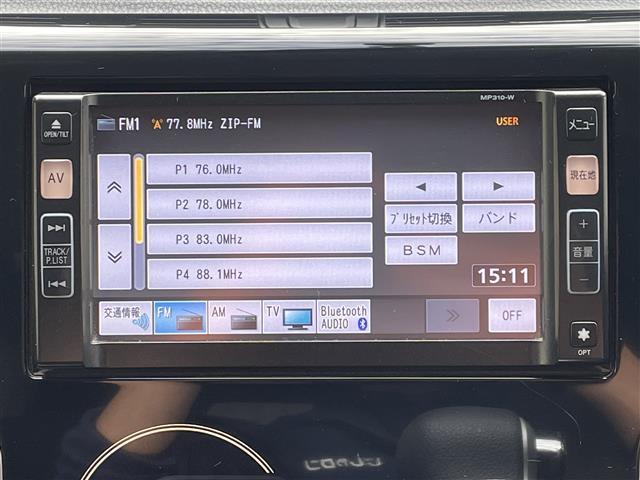 MP310-W
FM1 77.8MHz ZIP-FM USER
OPEN/TILT
メニュー
AV
現在地
P1 76.0MHz
P2 78.0MHz
プリセット切換 バンド
TRACK/
P.LIST
P3 83.0MHz
BSM
音量
P4 88.1MHz
15:11
交通情報 FM AM TV Bluetooth
AUDIO
OFF
OPT